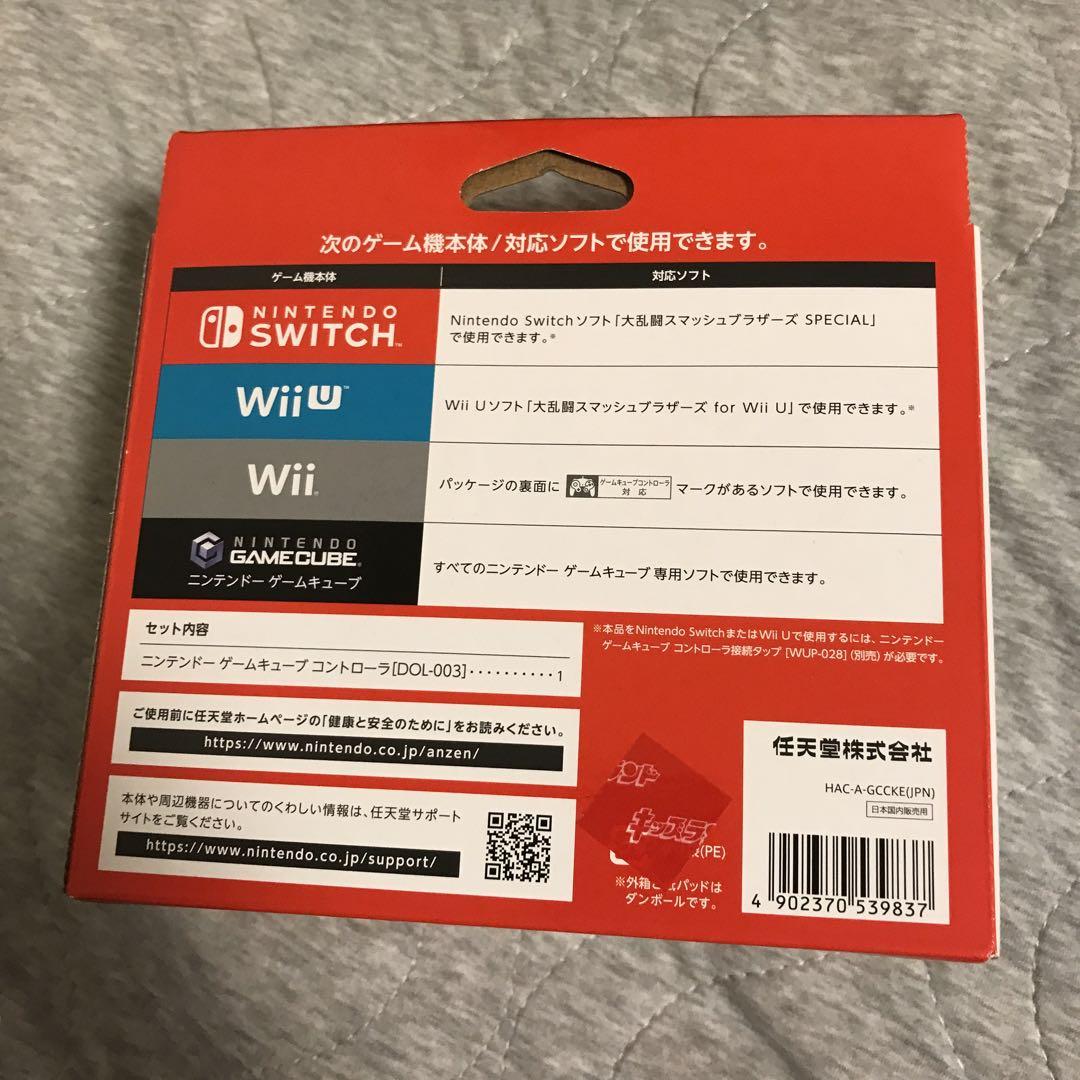 次のゲーム機本体/対応ソフトで使用できます。
ゲーム機本体 対応ソフト
NINTENDO
SWITCH™
Nintendo Switchソフト「大乱闘スマッシュブラザーズ SPECIAL」
で使用できます。※
Wii U™
Wii Uソフト「大乱闘スマッシュブラザーズ for Wii U」で使用できます。※
Wii®
パッケージの裏面に ゲームキューブコントローラ 対応 マークがあるソフトで使用できます。
NINTENDO
GAMECUBE®
ニンテンドー ゲームキューブ
すべてのニンテンドー ゲームキューブ 専用ソフトで使用できます。
※本品をNintendo SwitchまたはWii Uで使用するには、ニンテンドー
ゲームキューブ コントローラ接続タップ [WUP-028] (別売) が必要です。
セット内容
ニンテンドー ゲームキューブ コントローラ[DOL-003]・・・・・・・・・・1
ご使用前に任天堂ホームページの「健康と安全のために」をお読みください。
https://www.nintendo.co.jp/anzen/
本体や周辺機器についてのくわしい情報は、任天堂サポート
サイトをご覧ください。
https://www.nintendo.co.jp/support/
キッズラ
(PE)
※外箱 パッドは
ダンボールです。
任天堂株式会社
HAC-A-GCCKE(JPN)
日本国内販売用
4 902370 539837